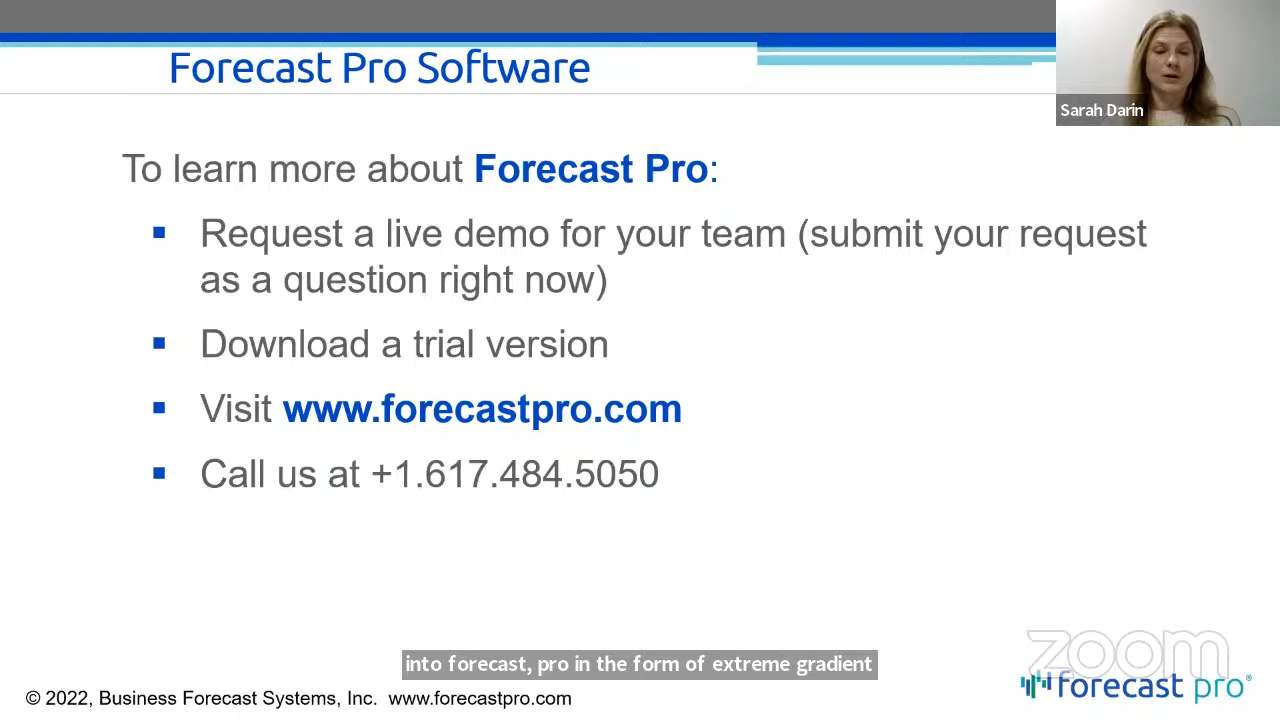 Forecast Pro Software
Sarah Darin
To learn more about Forecast Pro:
▪ Request a live demo for your team (submit your request
as a question right now)
▪ Download a trial version
▪ Visit www.forecastpro.com
▪ Call us at +1.617.484.5050
into forecast, pro in the form of extreme gradient
zoom
forecast pro®
© 2022, Business Forecast Systems, Inc. www.forecastpro.com